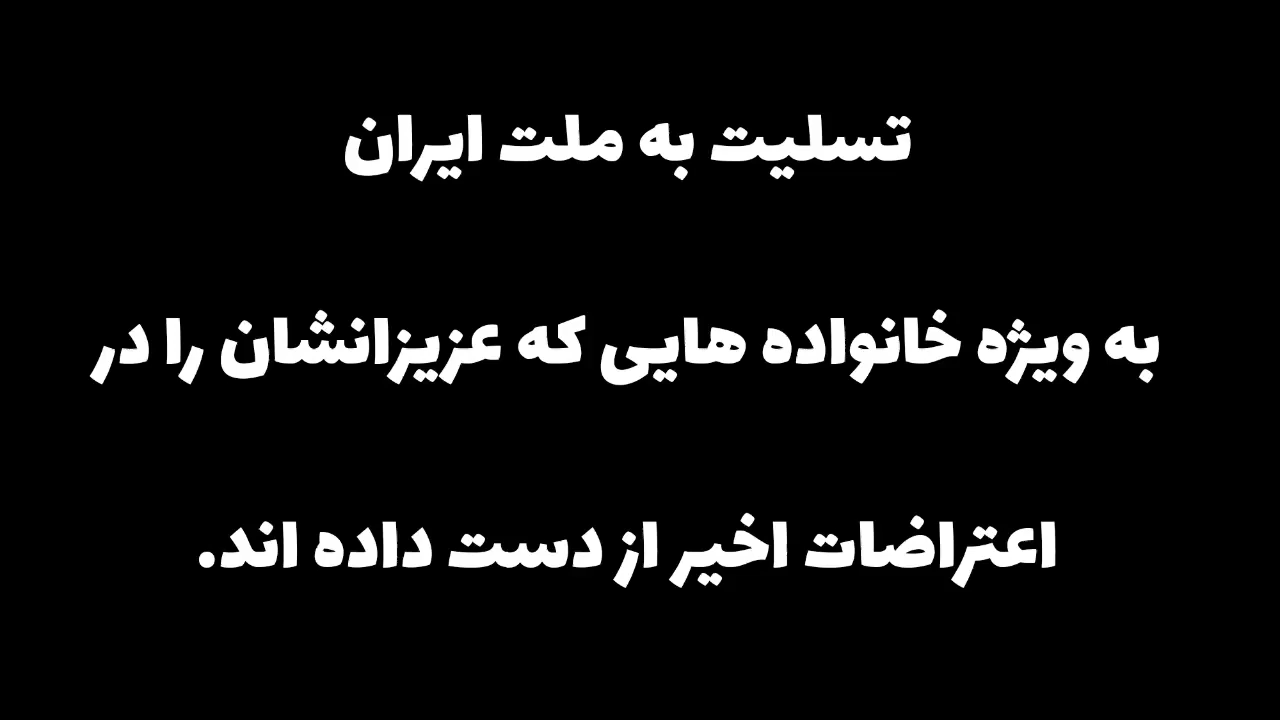 تسلیت به ملت ایران
به ویژه خانواده هایی که عزیزانشان را در
اعتراضات اخیر از دست داده اند.